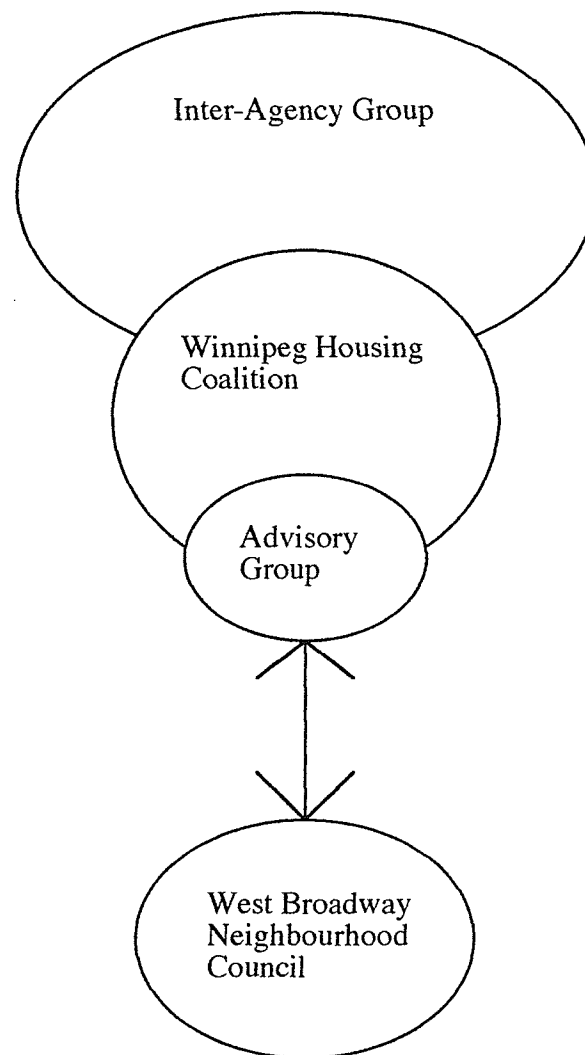 Inter-Agency Group
Winnipeg Housing
Coalition
Advisory
Group
West Broadway
Neighbourhood
Council